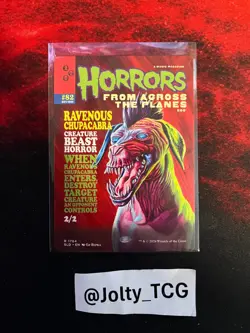 HORRORS
FROM ACROSS
THE PLANES
#82
RAVENOUS
CHUPACABRA
CREATURE
BEAST
HORROR
WHEN
RAVENOUS
CHUPACABRA
ENTERS,
DESTROY
TARGET
CREATURE
AN OPPONENT
CONTROLS
2/2
@Jolty_TCG